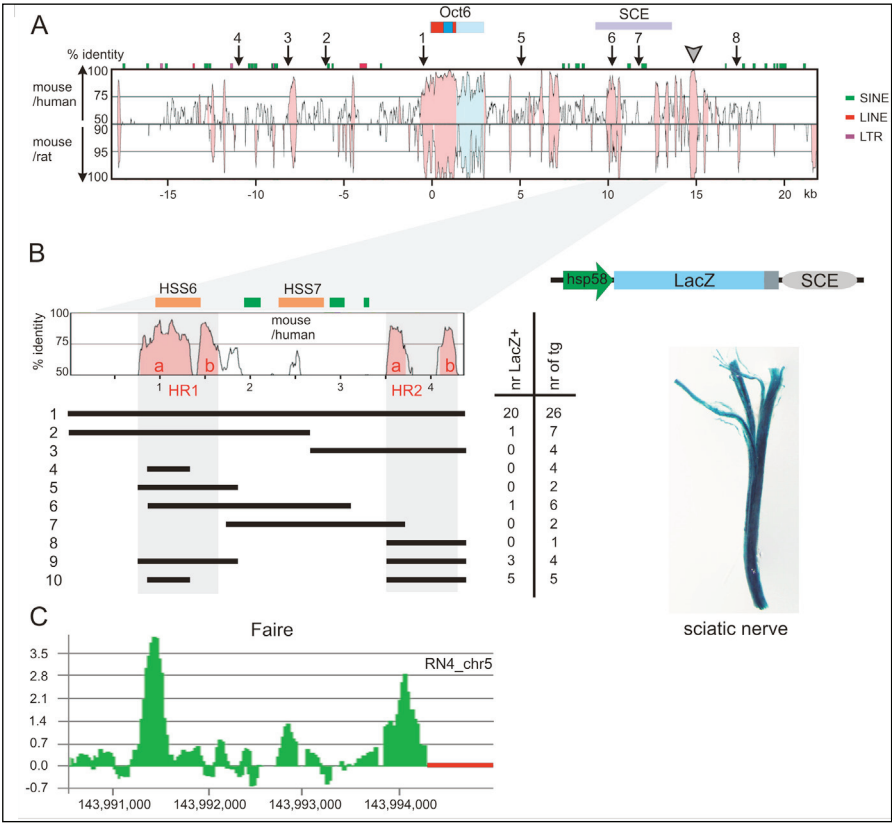 A
Oct6
SCE
4 3 2 1 5 6 7 8
% identity
mouse
/human
100
75
50
mouse
/rat
90
95
100
-15 -10 -5 0 5 10 15 20 kb
SINE
LINE
LTR
B
HSS6 HSS7
hsp58 LacZ SCE
% identity
100
75
50
mouse
/human
a b a b
1 2 3 4
HR1 HR2
nr LacZ+ nr of tg
1 20 26
2 1 7
3 0 4
4 0 4
5 0 2
6 1 6
7 0 2
8 0 1
9 3 4
10 5 5
sciatic nerve
C
Faire
RN4_chr5
3.5
2.8
2.1
1.4
0.7
0.0
-0.7
143,991,000 143,992,000 143,993,000 143,994,000